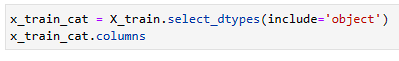 x_train_cat = X_train.select_dtypes(include='object')
x_train_cat.columns